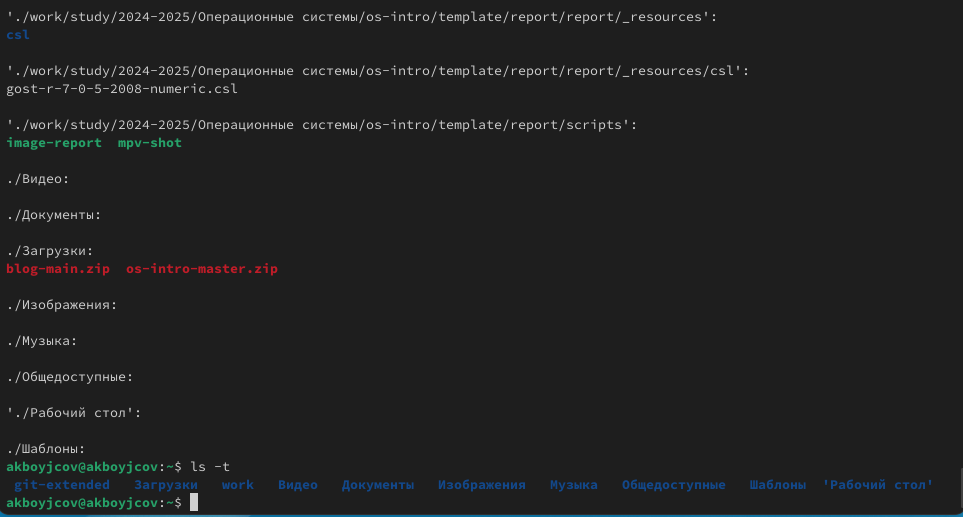 './work/study/2024-2025/Операционные системы/os-intro/template/report/report/_resources':
csl
'./work/study/2024-2025/Операционные системы/os-intro/template/report/report/_resources/csl':
gost-r-7-0-5-2008-numeric.csl
'./work/study/2024-2025/Операционные системы/os-intro/template/report/scripts':
image-report  mpv-shot
./Видео:
./Документы:
./Загрузки:
blog-main.zip  os-intro-master.zip
./Изображения:
./Музыка:
./Общедоступные:
'./Рабочий стол':
./Шаблоны:
akboyjcov@akboyjcov:~$ ls -t
git-extended   Загрузки   work   Видео   Документы   Изображения   Музыка   Общедоступные   Шаблоны  'Рабочий стол'
akboyjcov@akboyjcov:~$